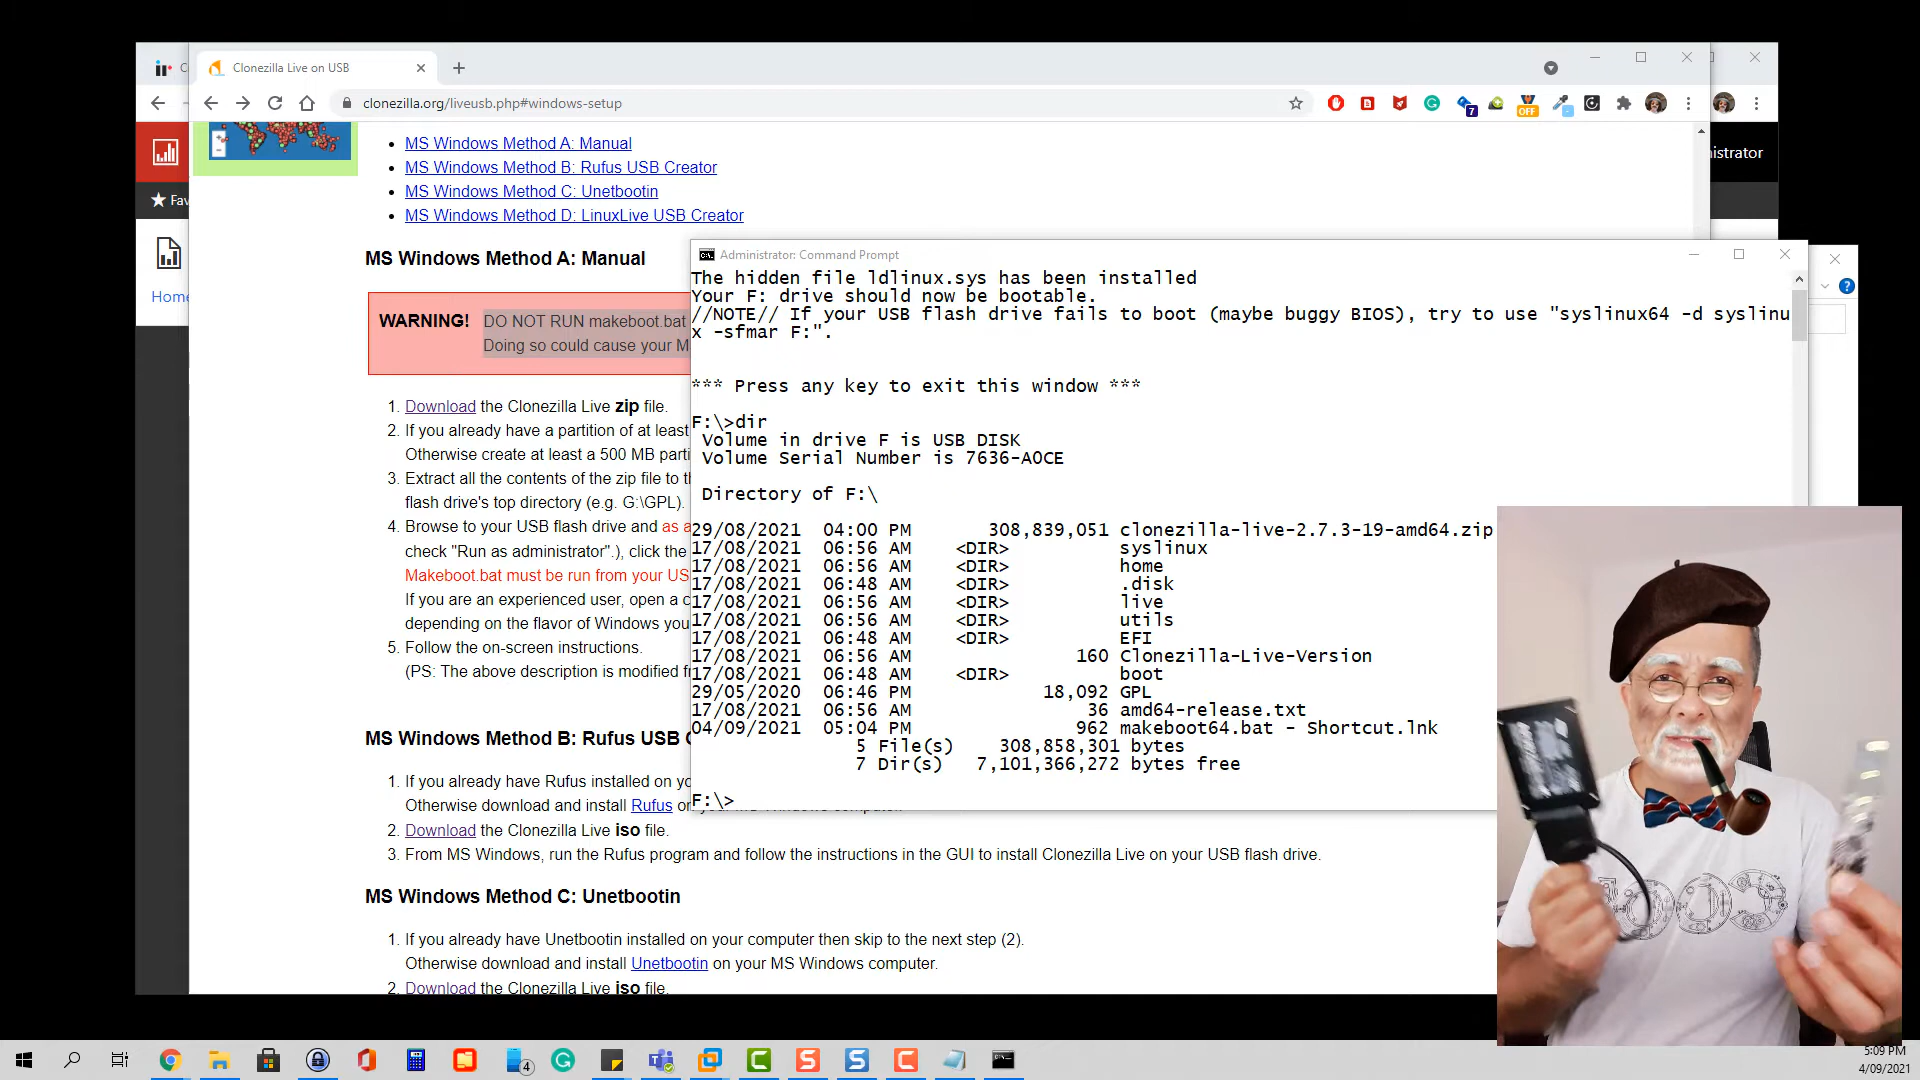 Clonezilla Live on USB
clonezilla.org/liveusb.php#windows-setup
7
OFF
istrator
Fav
Home
MS Windows Method A: Manual
MS Windows Method B: Rufus USB Creator
MS Windows Method C: Unetbootin
MS Windows Method D: LinuxLive USB Creator
MS Windows Method A: Manual
WARNING! DO NOT RUN makeboot.bat
Doing so could cause your M
1. Download the Clonezilla Live zip file.
2. If you already have a partition of at least
Otherwise create at least a 500 MB parti
3. Extract all the contents of the zip file to t
flash drive's top directory (e.g. G:\GPL).
4. Browse to your USB flash drive and as a
check "Run as administrator".), click the
Makeboot.bat must be run from your US
If you are an experienced user, open a c
depending on the flavor of Windows you
5. Follow the on-screen instructions.
(PS: The above description is modified f
MS Windows Method B: Rufus USB C
1. If you already have Rufus installed on yo
Otherwise download and install Rufus on
2. Download the Clonezilla Live iso file.
3. From MS Windows, run the Rufus program and follow the instructions in the GUI to install Clonezilla Live on your USB flash drive.
MS Windows Method C: Unetbootin
1. If you already have Unetbootin installed on your computer then skip to the next step (2).
Otherwise download and install Unetbootin on your MS Windows computer.
2. Download the Clonezilla Live iso file.
Administrator: Command Prompt
The hidden file ldlinux.sys has been installed
Your F: drive should now be bootable.
//NOTE// If your USB flash drive fails to boot (maybe buggy BIOS), try to use "syslinux64 -d syslinu
x -sfmar F:".
*** Press any key to exit this window ***
F:\>dir
Volume in drive F is USB DISK
Volume Serial Number is 7636-A0CE
Directory of F:\
29/08/2021 04:00 PM 308,839,051 clonezilla-live-2.7.3-19-amd64.zip
17/08/2021 06:56 AM <DIR> syslinux
17/08/2021 06:56 AM <DIR> home
17/08/2021 06:48 AM <DIR> .disk
17/08/2021 06:56 AM <DIR> live
17/08/2021 06:56 AM <DIR> utils
17/08/2021 06:48 AM <DIR> EFI
17/08/2021 06:56 AM 160 Clonezilla-Live-Version
17/08/2021 06:48 AM <DIR> boot
29/05/2020 06:46 PM 18,092 GPL
17/08/2021 06:56 AM 36 amd64-release.txt
04/09/2021 05:04 PM 962 makeboot64.bat - Shortcut.lnk
5 File(s) 308,858,301 bytes
7 Dir(s) 7,101,366,272 bytes free
F:\>
4
5:09 PM
4/09/2021